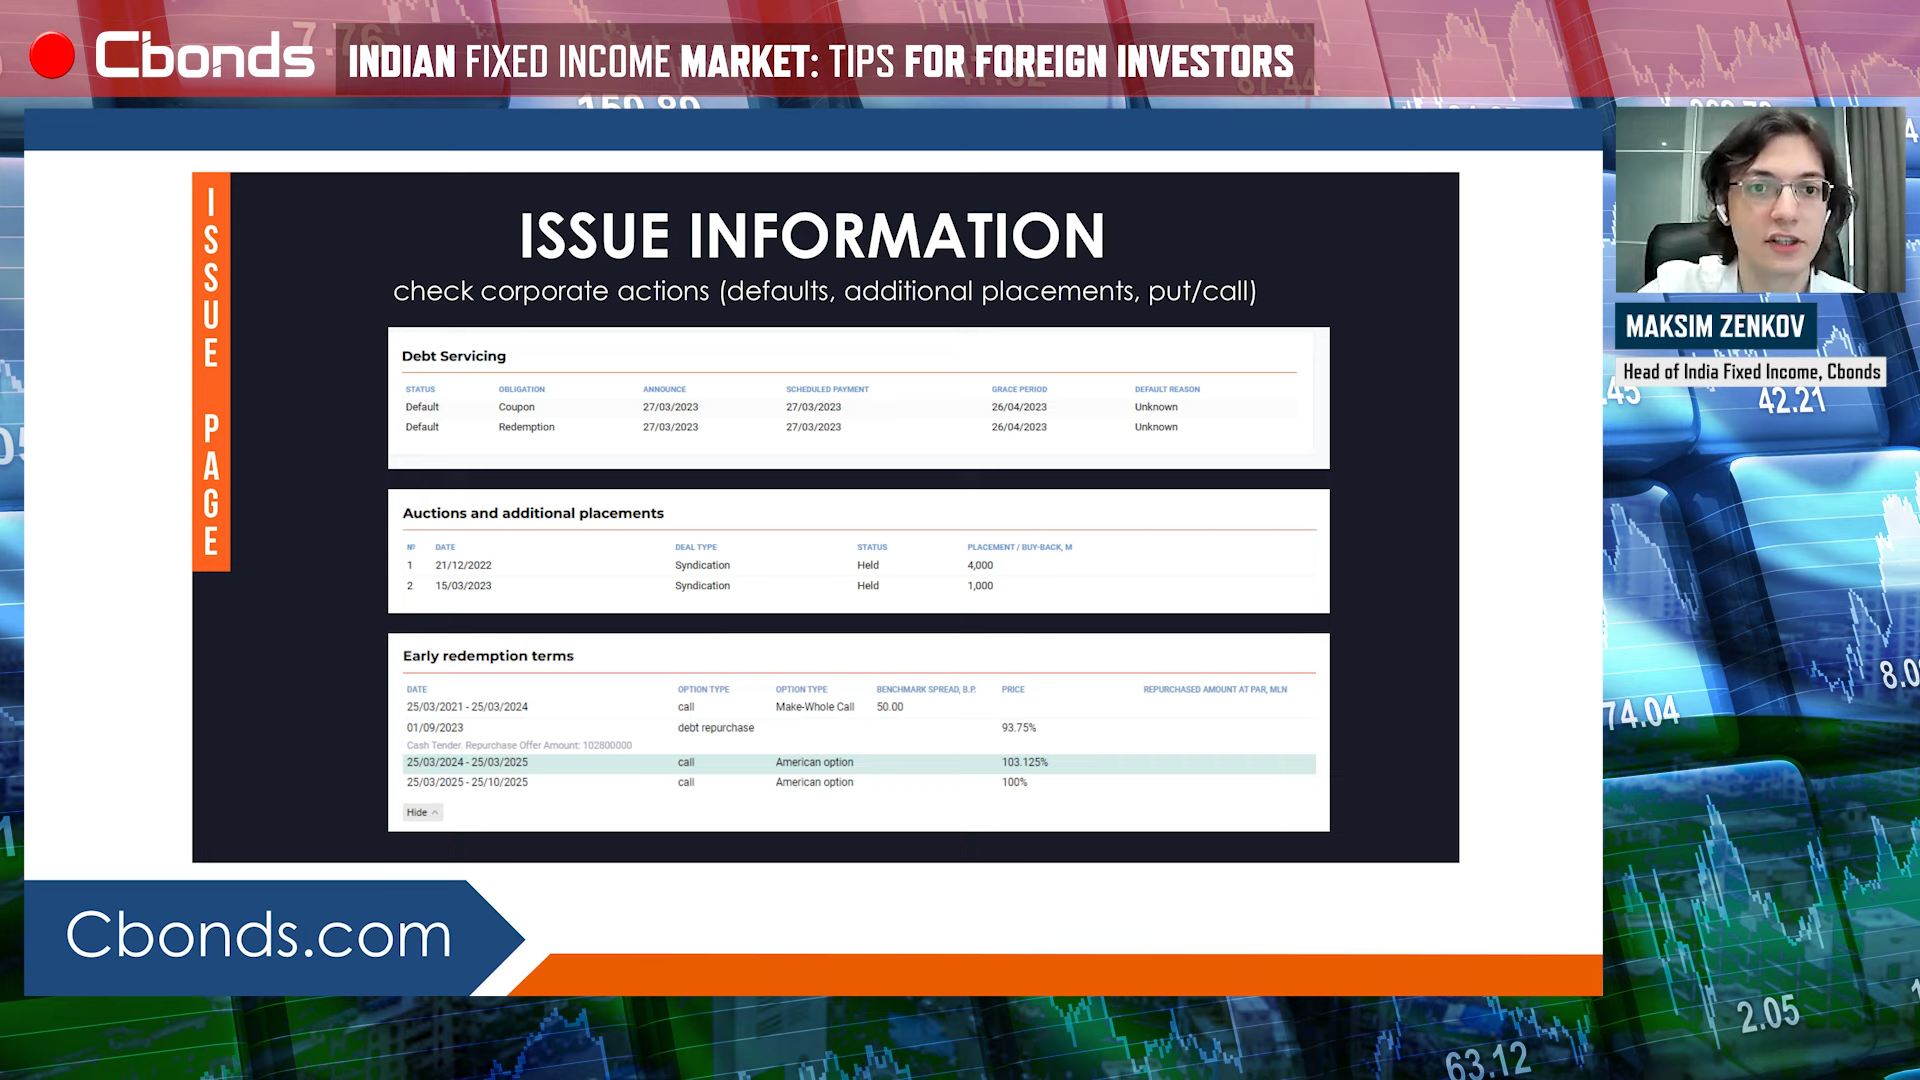 Cbonds
INDIAN FIXED INCOME MARKET: TIPS FOR FOREIGN INVESTORS
ISSUE PAGE
ISSUE INFORMATION
check corporate actions (defaults, additional placements, put/call)
Debt Servicing
STATUS OBLIGATION ANNOUNCE SCHEDULED PAYMENT GRACE PERIOD DEFAULT REASON
Default Coupon 27/03/2023 27/03/2023 26/04/2023 Unknown
Default Redemption 27/03/2023 27/03/2023 26/04/2023 Unknown
Auctions and additional placements
№ DATE DEAL TYPE STATUS PLACEMENT / BUY-BACK, M
1 21/12/2022 Syndication Held 4,000
2 15/03/2023 Syndication Held 1,000
Early redemption terms
DATE OPTION TYPE OPTION TYPE BENCHMARK SPREAD, B.P. PRICE REPURCHASED AMOUNT AT PAR, MLN
25/03/2021 - 25/03/2024 call Make-Whole Call 50.00
01/09/2023 debt repurchase 93.75%
Cash Tender. Repurchase Offer Amount: 102800000
25/03/2024 - 25/03/2025 call American option 103.125%
25/03/2025 - 25/10/2025 call American option 100%
Hide
Cbonds.com
MAKSIM ZENKOV
Head of India Fixed Income, Cbonds
42.21
74.04
2.05
63.12